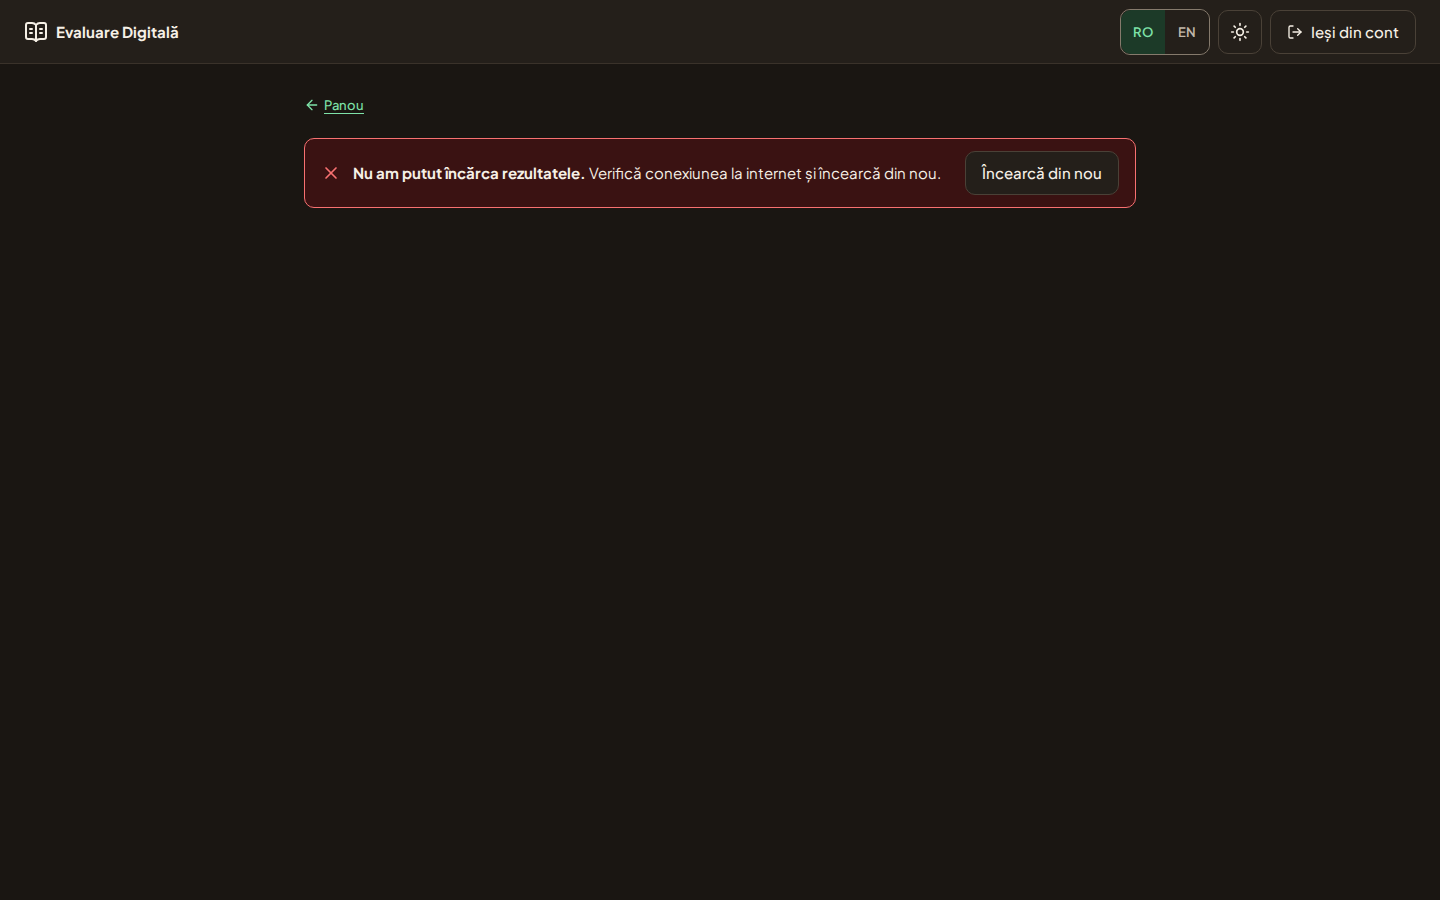 Evaluare Digitală
RO EN
Ieși din cont
Panou
Nu am putut încărca rezultatele. Verifică conexiunea la internet și încearcă din nou.
Încearcă din nou